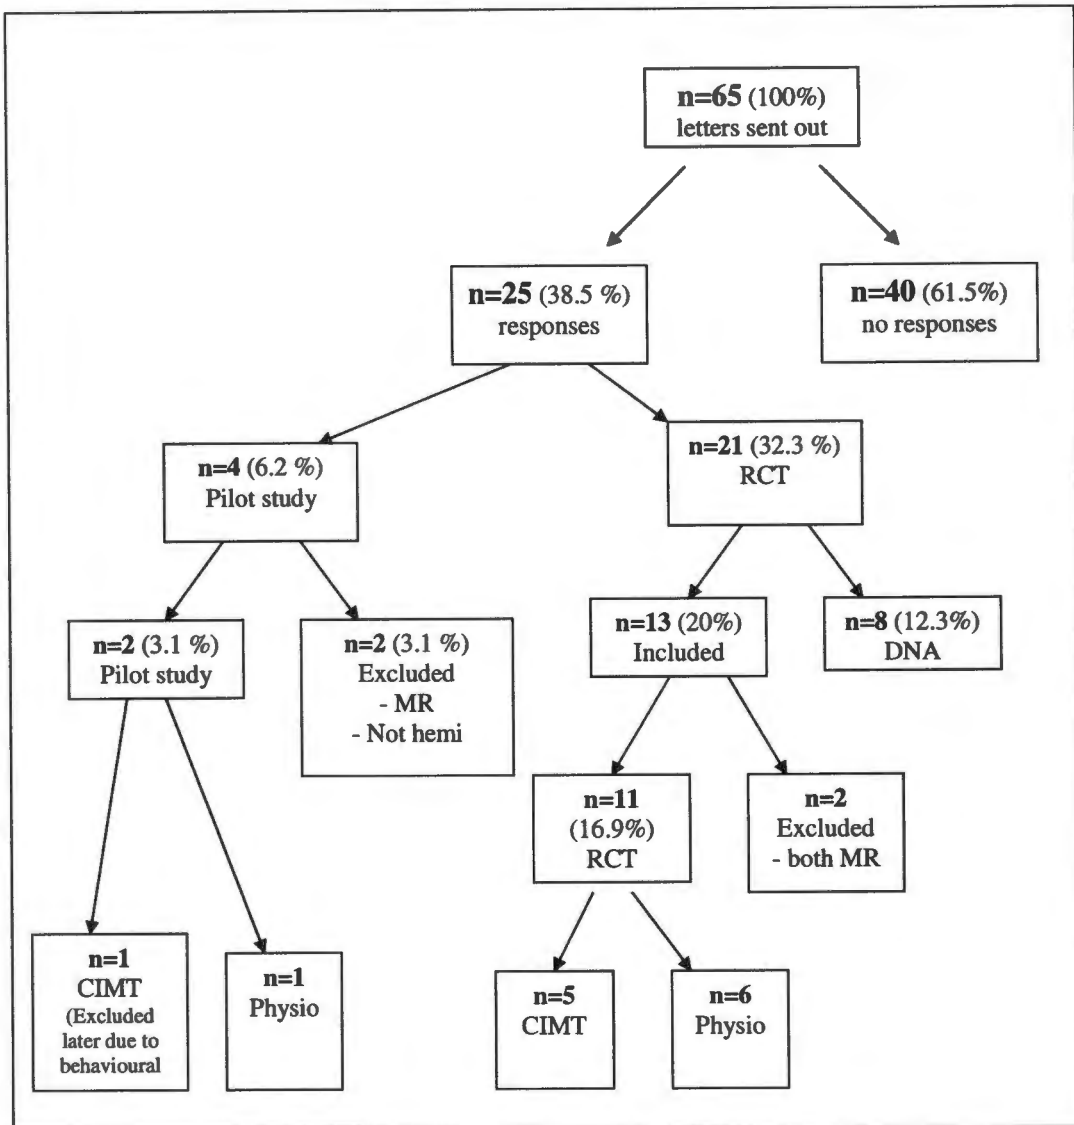 n=65 (100%)
letters sent out
n=25 (38.5 %)
responses
n=40 (61.5%)
no responses
n=4 (6.2 %)
Pilot study
n=21 (32.3 %)
RCT
n=2 (3.1 %)
Pilot study
n=2 (3.1 %)
Excluded
- MR
- Not hemi
n=13 (20%)
Included
n=8 (12.3%)
DNA
n=11
(16.9%)
RCT
n=2
Excluded
- both MR
n=1
CIMT
(Excluded
later due to
behavioural
n=1
Physio
n=5
CIMT
n=6
Physio